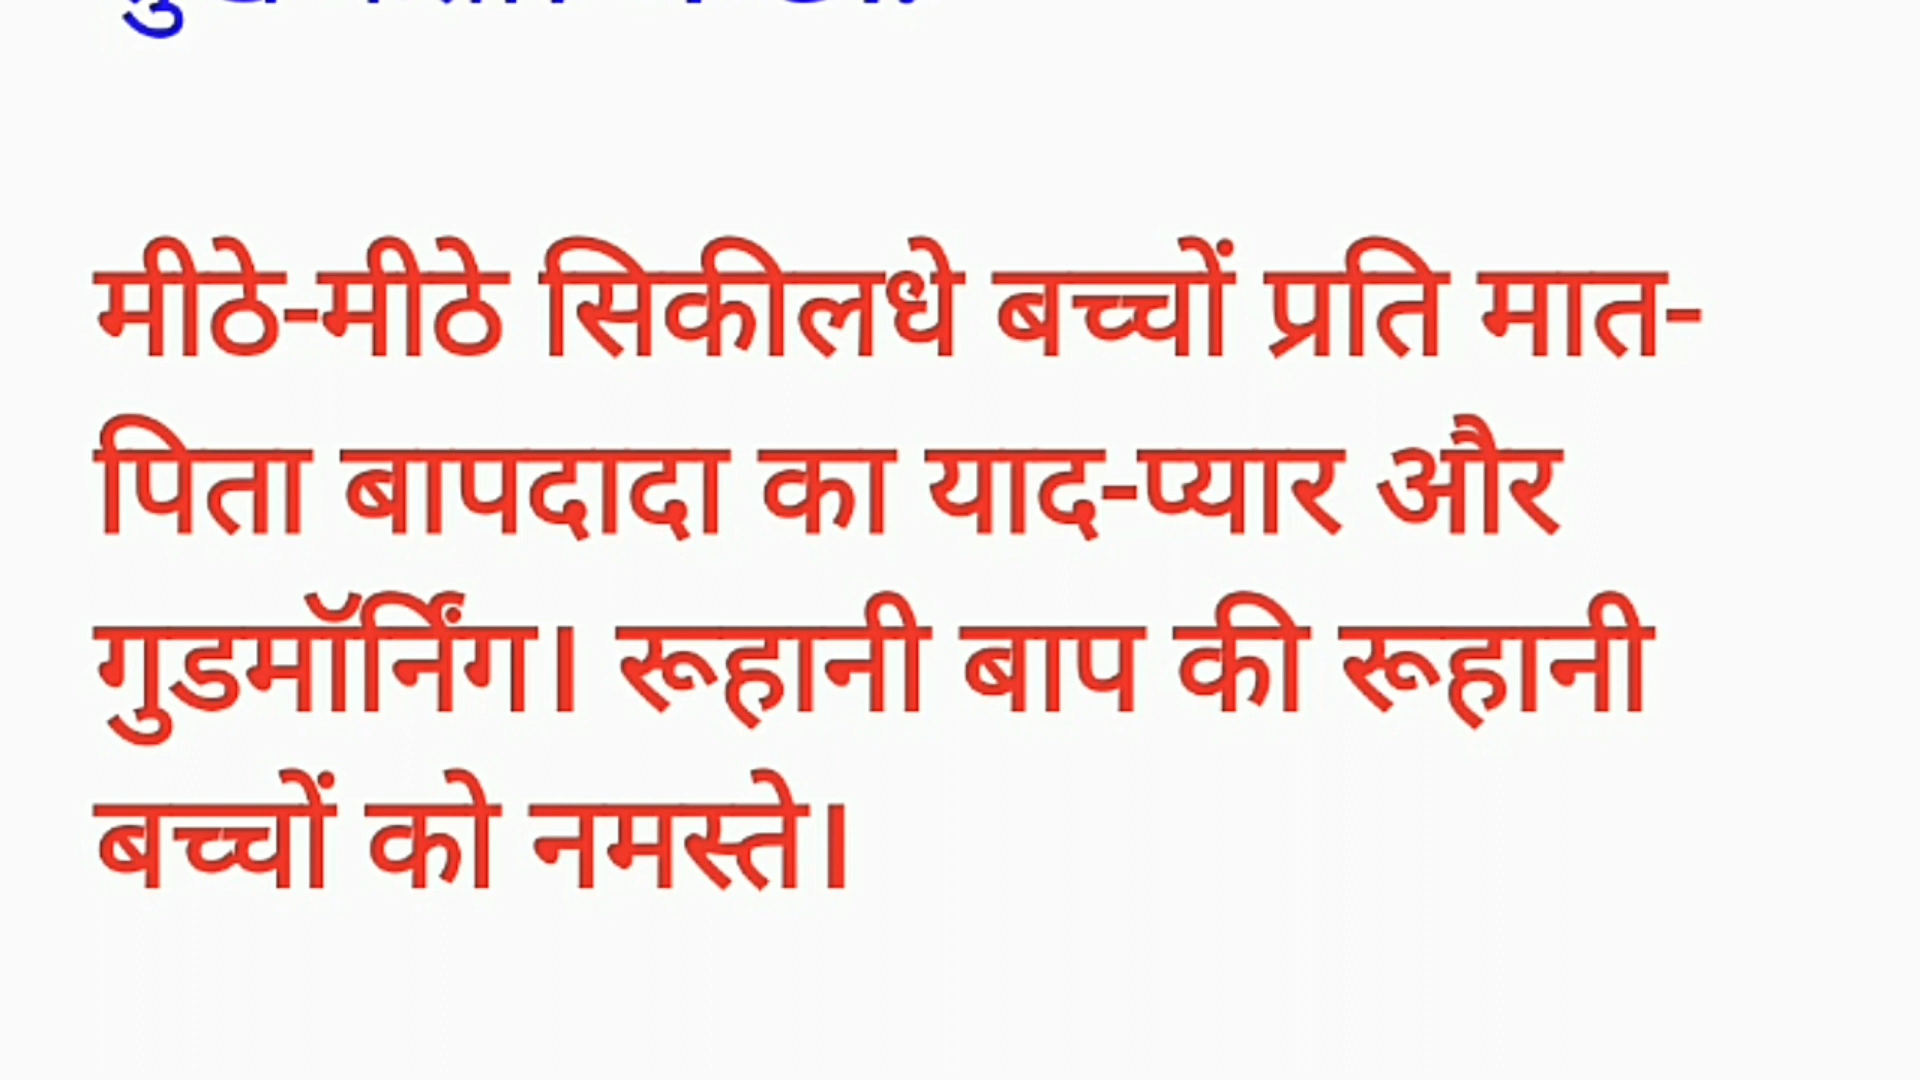 मीठे-मीठे सिकीलधे बच्चों प्रति मात-
पिता बापदादा का याद-प्यार और
गुडमॉर्निंग। रूहानी बाप की रूहानी
बच्चों को नमस्ते।